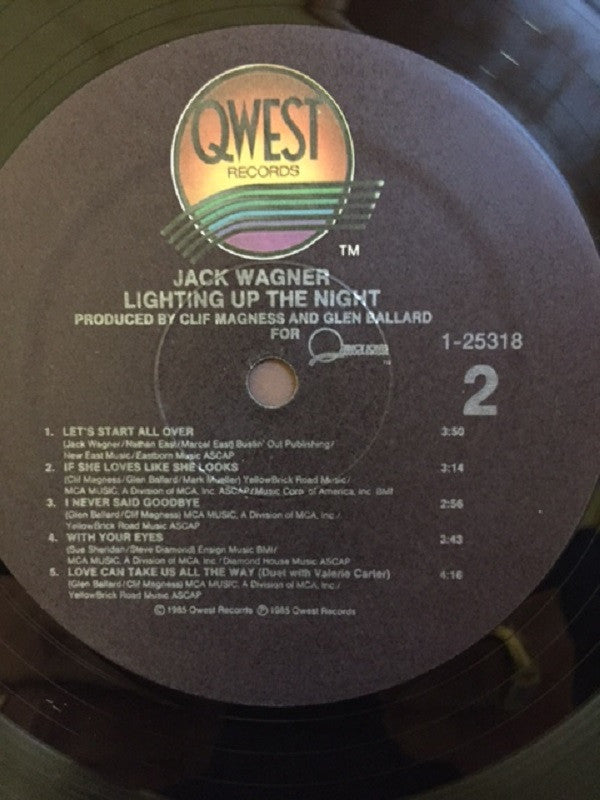 QWEST
RECORDS
TM
JACK WAGNER
LIGHTING UP THE NIGHT
PRODUCED BY CLIF MAGNESS AND GLEN BALLARD
FOR
1-25318
2
1. LET'S START ALL OVER 3:50
(Jack Wagner/Nathan East/Marcel East) Bustin' Out Publishing/
New East Music/Eastborn Music ASCAP
2. IF SHE LOVES LIKE SHE LOOKS 3:14
(Clif Magness/Glen Ballard/Mark Mueller) YellowBrick Road Music/
MCA MUSIC, A Division of MCA, Inc. ASCAP/Music Corp. of America, Inc. BMI
3. I NEVER SAID GOODBYE 2:56
(Glen Ballard/Clif Magness) MCA MUSIC, A Division of MCA, Inc./
YellowBrick Road Music ASCAP
4. WITH YOUR EYES 2:43
(Sue Sheridan/Steve Diamond) Ensign Music BMI/
MCA MUSIC, A Division of MCA, Inc./Diamond House Music ASCAP
5. LOVE CAN TAKE US ALL THE WAY (Duet with Valerie Carter) 4:16
(Glen Ballard/Clif Magness) MCA MUSIC, A Division of MCA, Inc./
YellowBrick Road Music ASCAP
© 1985 Qwest Records ℗ 1985 Qwest Records